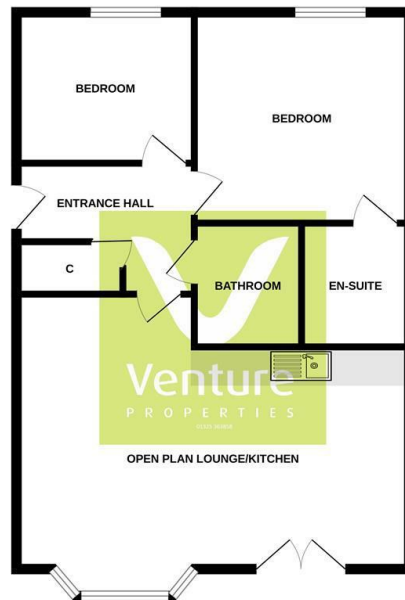 BEDROOM
BEDROOM
ENTRANCE HALL
C
BATHROOM
EN-SUITE
Venture
PROPERTIES
OPEN PLAN LOUNGE/KITCHEN